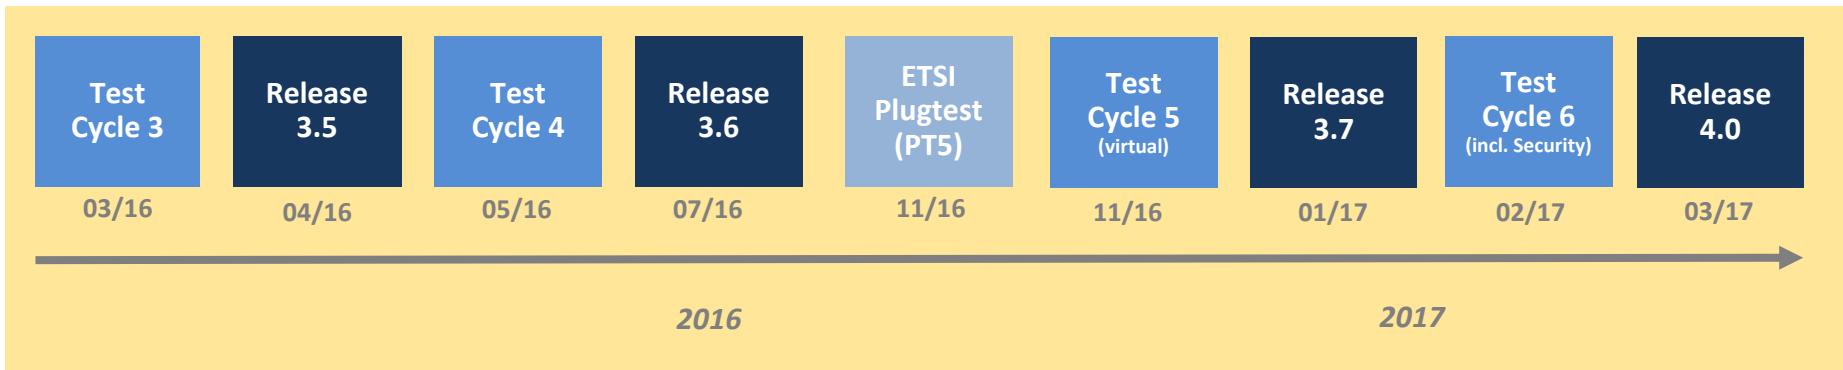 Test
Cycle 3
Release
3.5
Test
Cycle 4
Release
3.6
ETSI
Plugtest
(PT5)
Test
Cycle 5
(virtual)
Release
3.7
Test
Cycle 6
(incl. Security)
Release
4.0
03/16
04/16
05/16
07/16
11/16
11/16
01/17
02/17
03/17
2016
2017